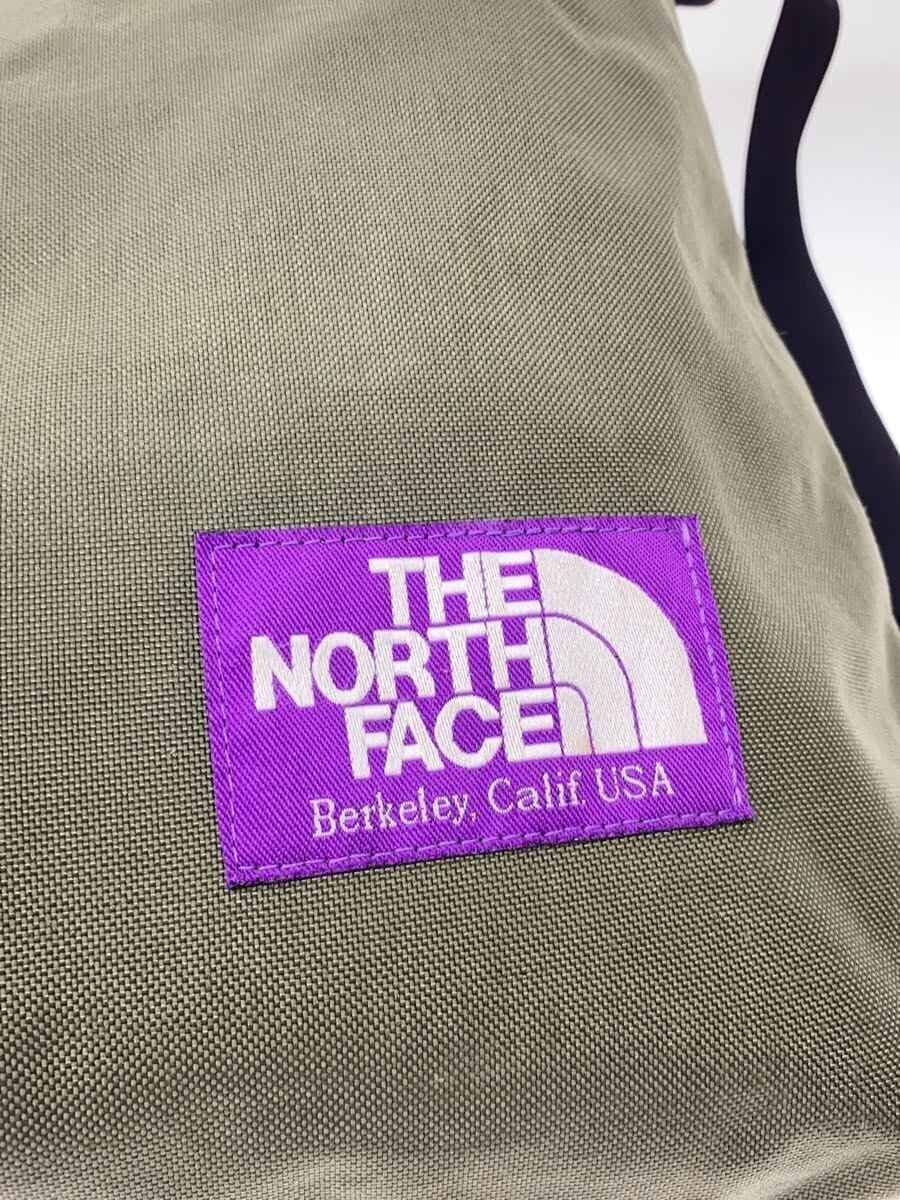 THE
NORTH
FACE
Berkeley, Calif. USA